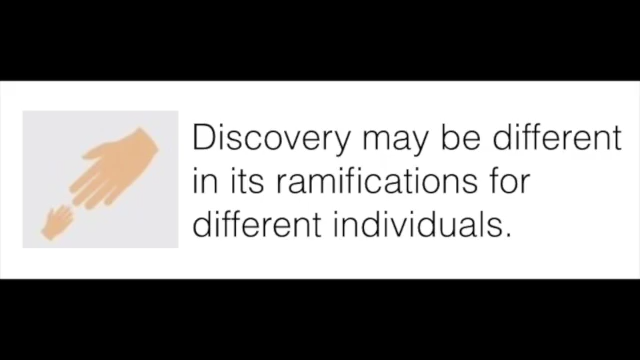 Discovery may be different
in its ramifications for
different individuals.